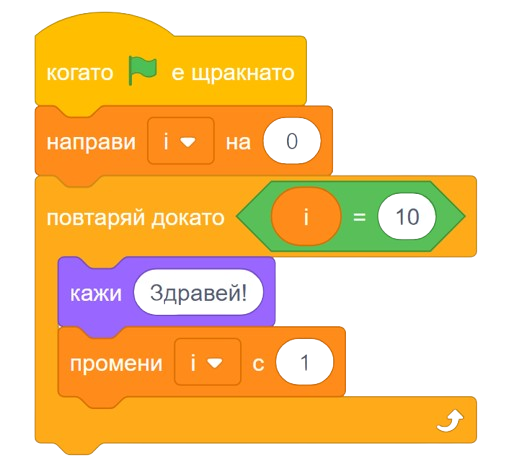 когато е щракнато
направи i на 0
повтаряй докато i = 10
кажи Здравей!
промени i с 1